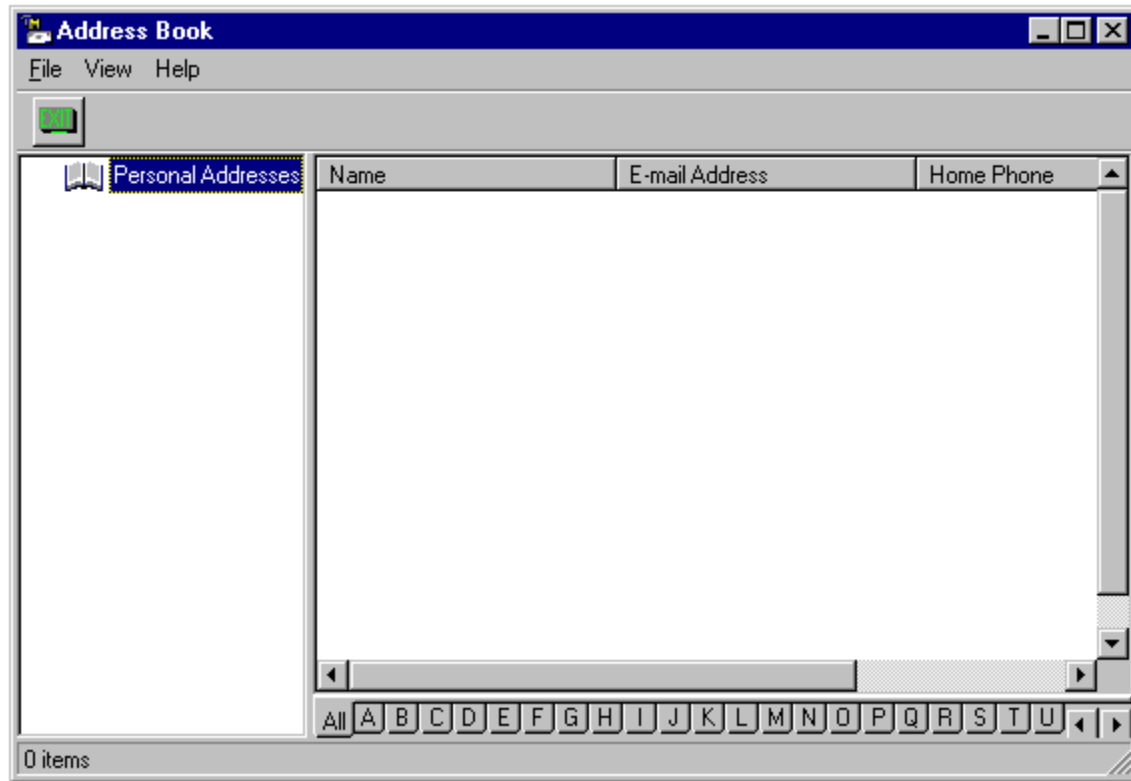 Address Book
File View Help
EXIT
Personal Addresses
Name E-mail Address Home Phone
All A B C D E F G H I J K L M N O P Q R S T U
0 items